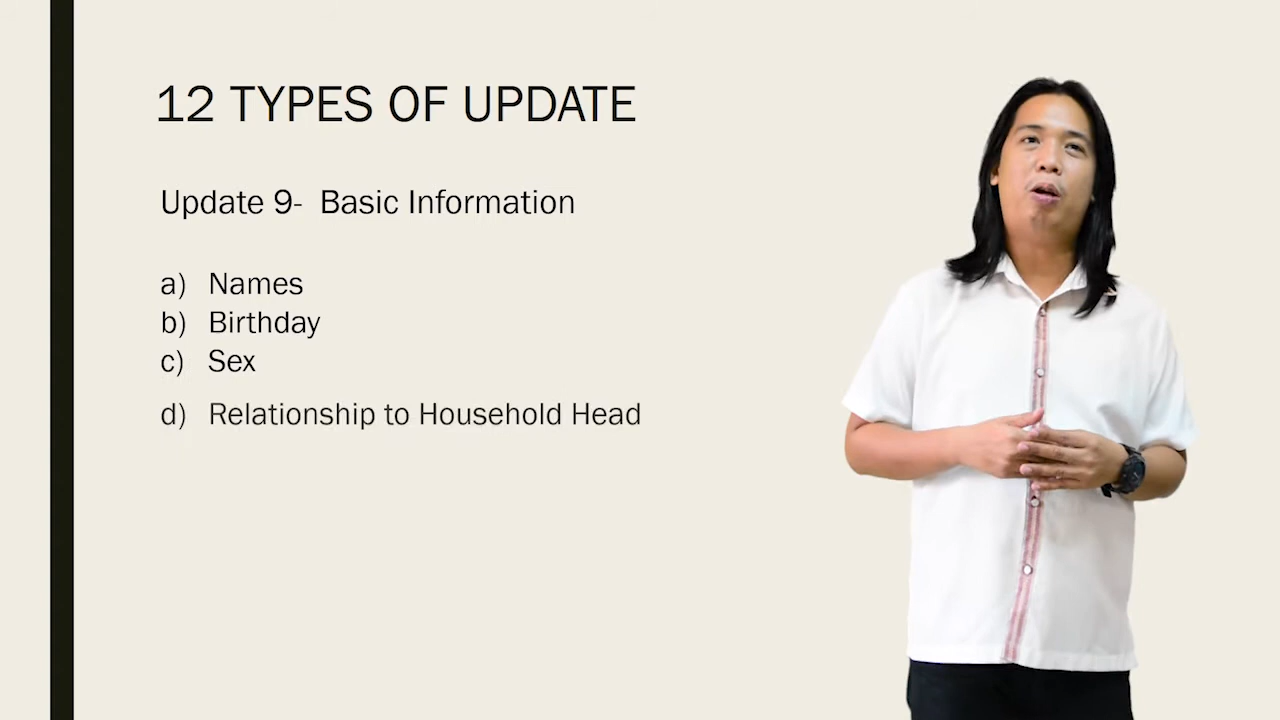 12 TYPES OF UPDATE
Update 9- Basic Information
a) Names
b) Birthday
c) Sex
d) Relationship to Household Head